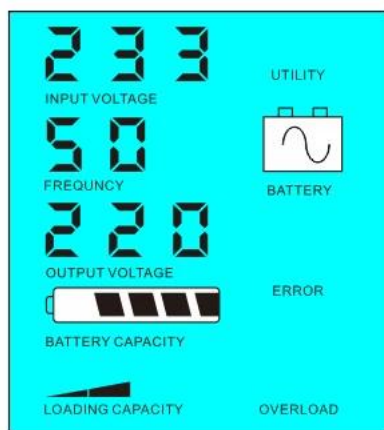 233
UTILITY
INPUT VOLTAGE
50
FREQUNCY
BATTERY
220
OUTPUT VOLTAGE
ERROR
BATTERY CAPACITY
LOADING CAPACITY
OVERLOAD